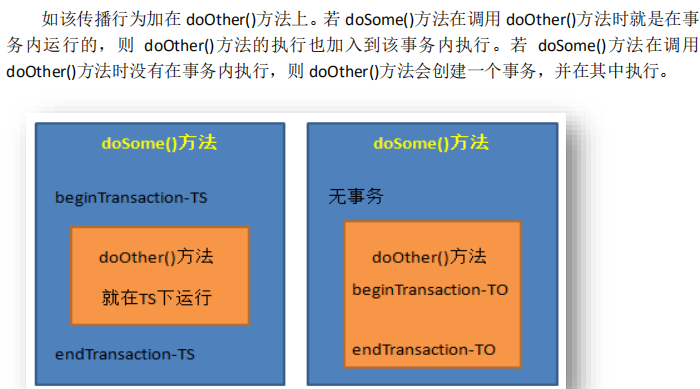 如该传播行为加在 doOther()方法上。若 doSome()方法在调用 doOther()方法时就是在事
务内运行的，则 doOther()方法的执行也加入到该事务内执行。若 doSome()方法在调用
doOther()方法时没有在事务内执行，则 doOther()方法会创建一个事务，并在其中执行。
doSome()方法
beginTransaction-TS
doOther()方法
就在TS下运行
endTransaction-TS
doSome()方法
无事务
doOther()方法
beginTransaction-TO
endTransaction-TO